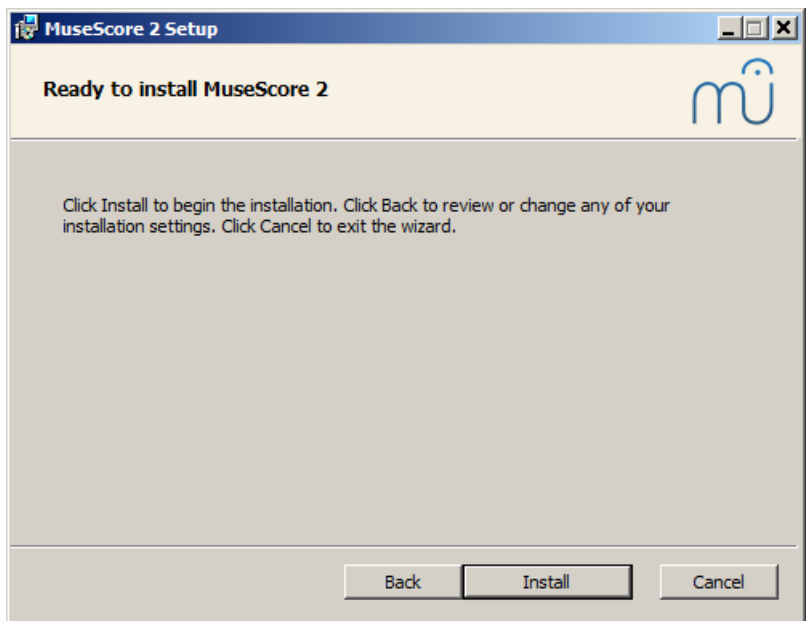 MuseScore 2 Setup
Ready to install MuseScore 2
Click Install to begin the installation. Click Back to review or change any of your
installation settings. Click Cancel to exit the wizard.
Back Install Cancel